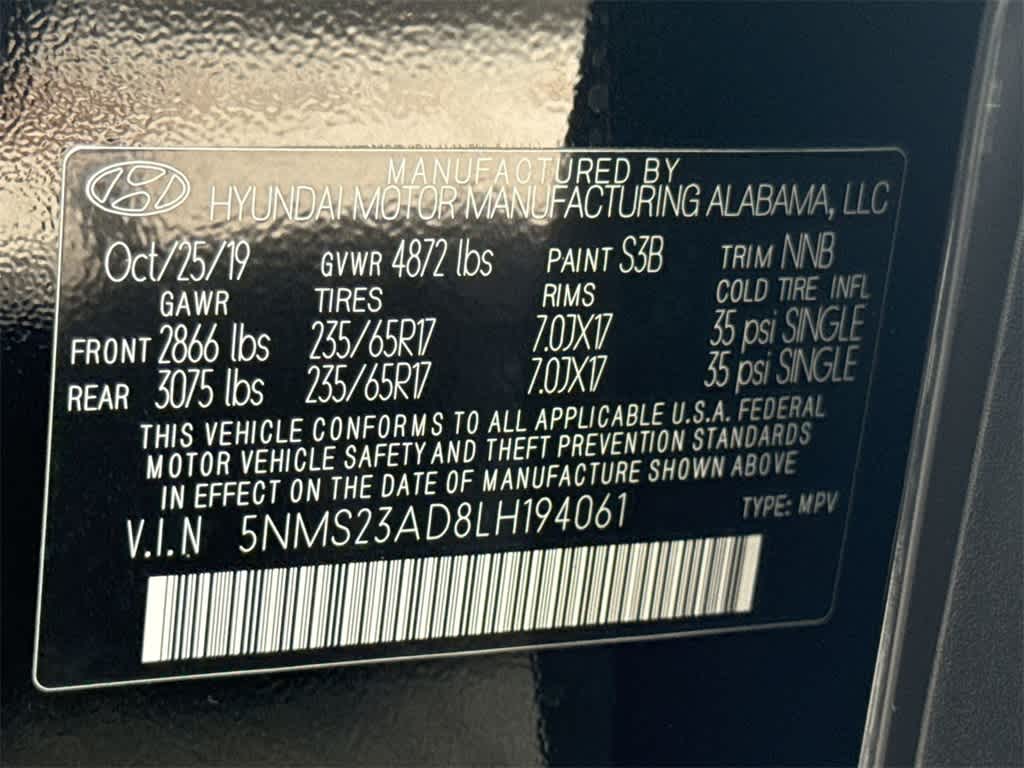 MANUFACTURED BY
HYUNDAI MOTOR MANUFACTURING ALABAMA, LLC
Oct/25/19 GVWR 4872 lbs PAINT S3B TRIM NNB
GAWR TIRES RIMS COLD TIRE INFL
FRONT 2866 lbs 235/65R17 7.0JX17 35 psi SINGLE
REAR 3075 lbs 235/65R17 7.0JX17 35 psi SINGLE
THIS VEHICLE CONFORMS TO ALL APPLICABLE U.S.A. FEDERAL
MOTOR VEHICLE SAFETY AND THEFT PREVENTION STANDARDS
IN EFFECT ON THE DATE OF MANUFACTURE SHOWN ABOVE
V.I.N 5NMS23AD8LH194061 TYPE: MPV